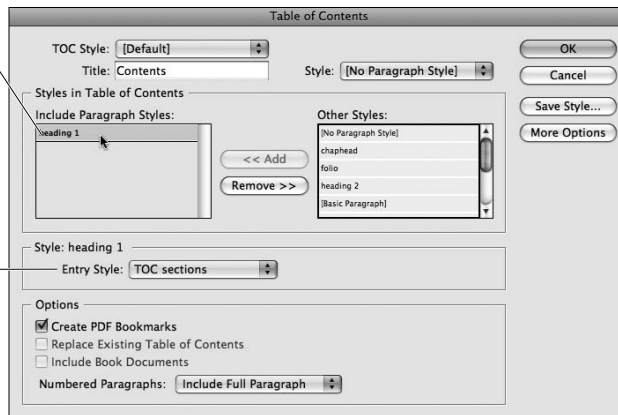 Table of Contents
TOC Style: [Default]
OK
Title: Contents Style: [No Paragraph Style]
Cancel
Styles in Table of Contents
Save Style...
Include Paragraph Styles: Other Styles:
More Options
heading 1
[No Paragraph Style]
chaphead
<< Add
folio
Remove >>
heading 2
[Basic Paragraph]
Style: heading 1
Entry Style: TOC sections
Options
Create PDF Bookmarks
Replace Existing Table of Contents
Include Book Documents
Numbered Paragraphs: Include Full Paragraph